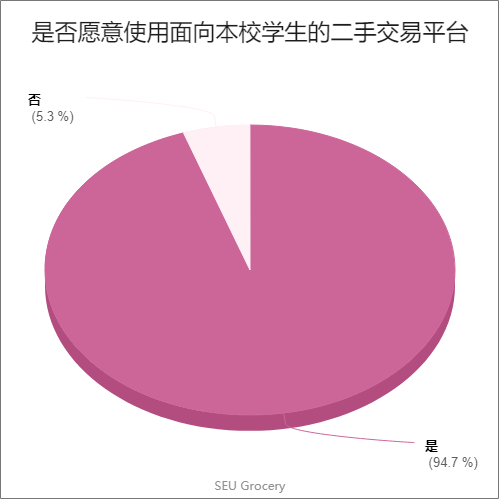 是否愿意使用面向本校学生的二手交易平台
否
(5.3 %)
是
(94.7 %)
SEU Grocery